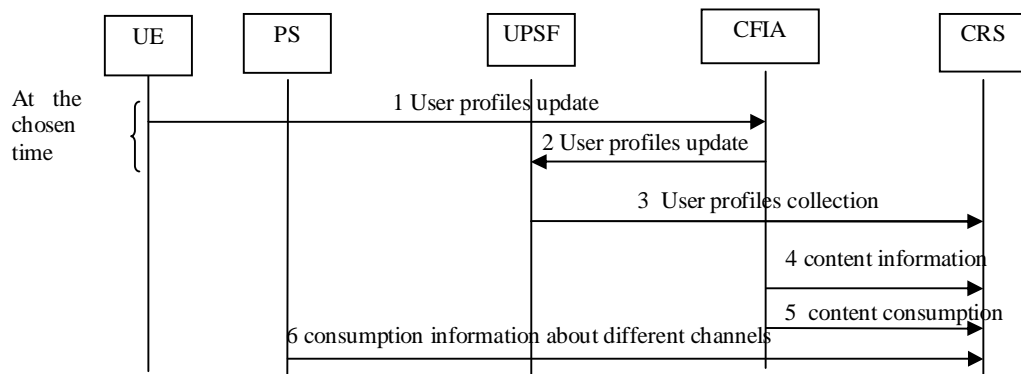 UE
PS
UPSF
CFIA
CRS
At the
chosen
time
1 User profiles update
2 User profiles update
3 User profiles collection
4 content information
5 content consumption
6 consumption information about different channels